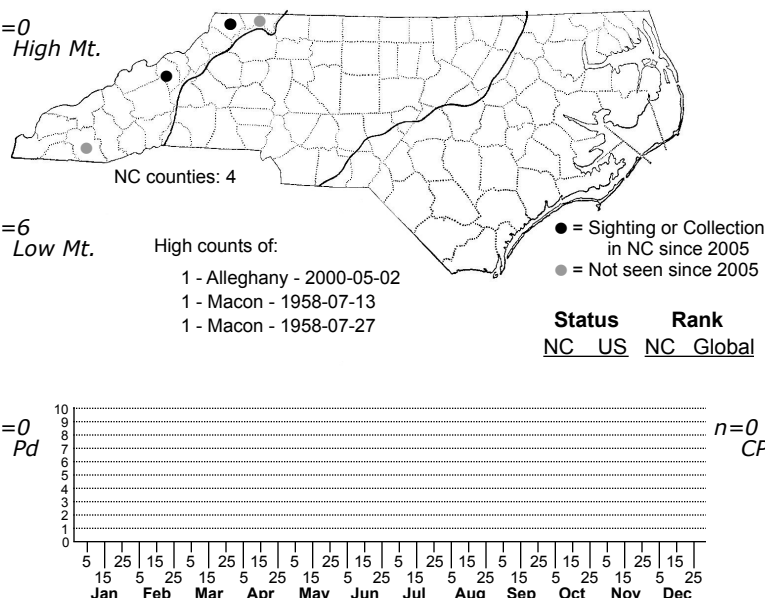 =0
High Mt.
NC counties: 4
=6
Low Mt.
High counts of:
1 - Alleghany - 2000-05-02
1 - Macon - 1958-07-13
1 - Macon - 1958-07-27
● = Sighting or Collection
in NC since 2005
● = Not seen since 2005
Status Rank
NC US NC Global
=0
Pd
n=0
CP
10
9
8
7
6
5
4
3
2
1
0
5 25 15 5 25 15 5 25 15 5 25 15 5 25 15 5 25 15
15 5 25 15 5 25 15 5 25 15 5 25 15 5 25 15 5 25
Jan Feb Mar Apr May Jun Jul Aug Sep Oct Nov Dec